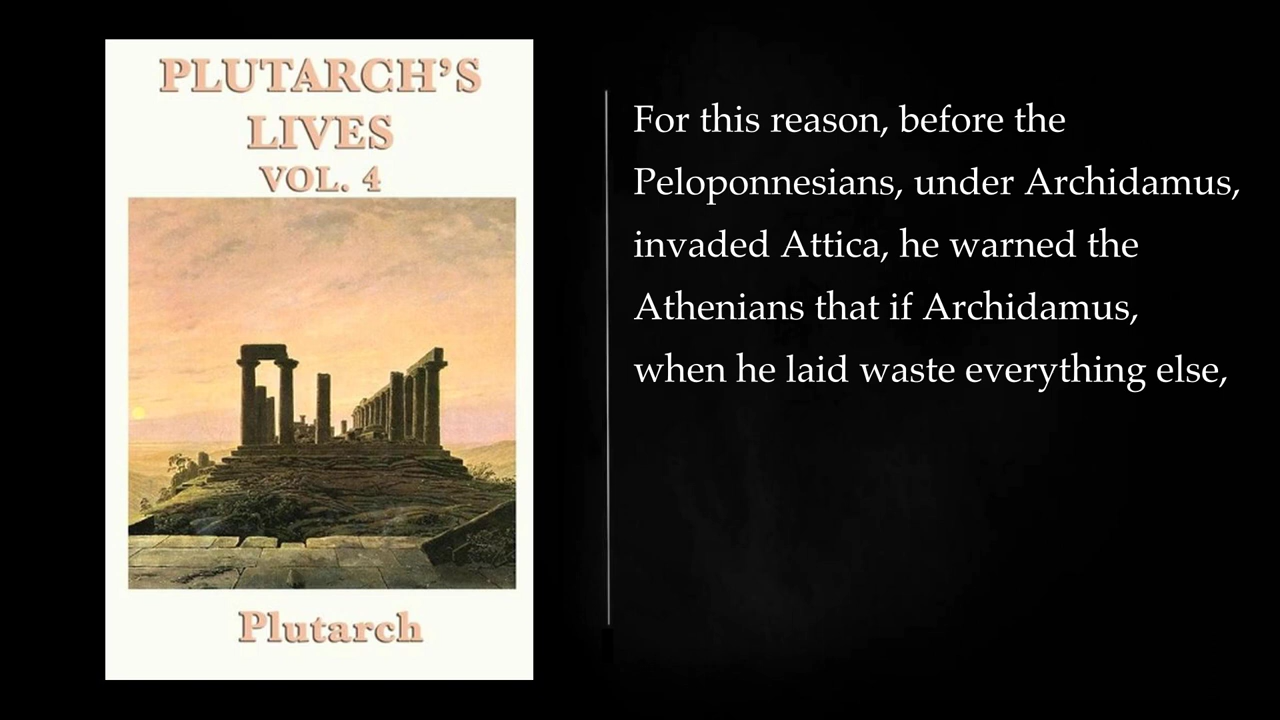 PLUTARCH'S
LIVES
VOL. 4
Plutarch
For this reason, before the
Peloponnesians, under Archidamus,
invaded Attica, he warned the
Athenians that if Archidamus,
when he laid waste everything else,